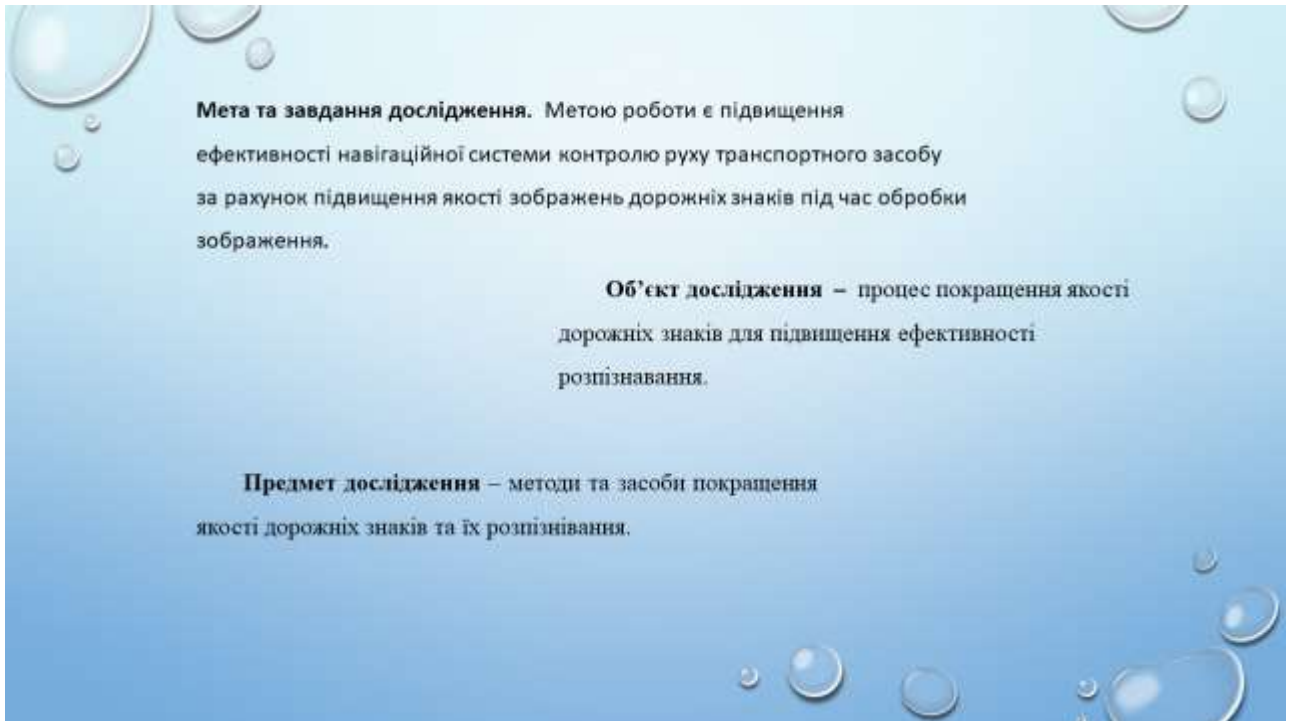 Мета та завдання дослідження. Метою роботи є підвищення
ефективності навігаційної системи контролю руху транспортного засобу
за рахунок підвищення якості зображень дорожніх знаків під час обробки
зображення.
Об’єкт дослідження – процес покращення якості
дорожніх знаків для підвищення ефективності
розпізнавання.
Предмет дослідження – методи та засоби покращення
якості дорожніх знаків та їх розпізнівання.